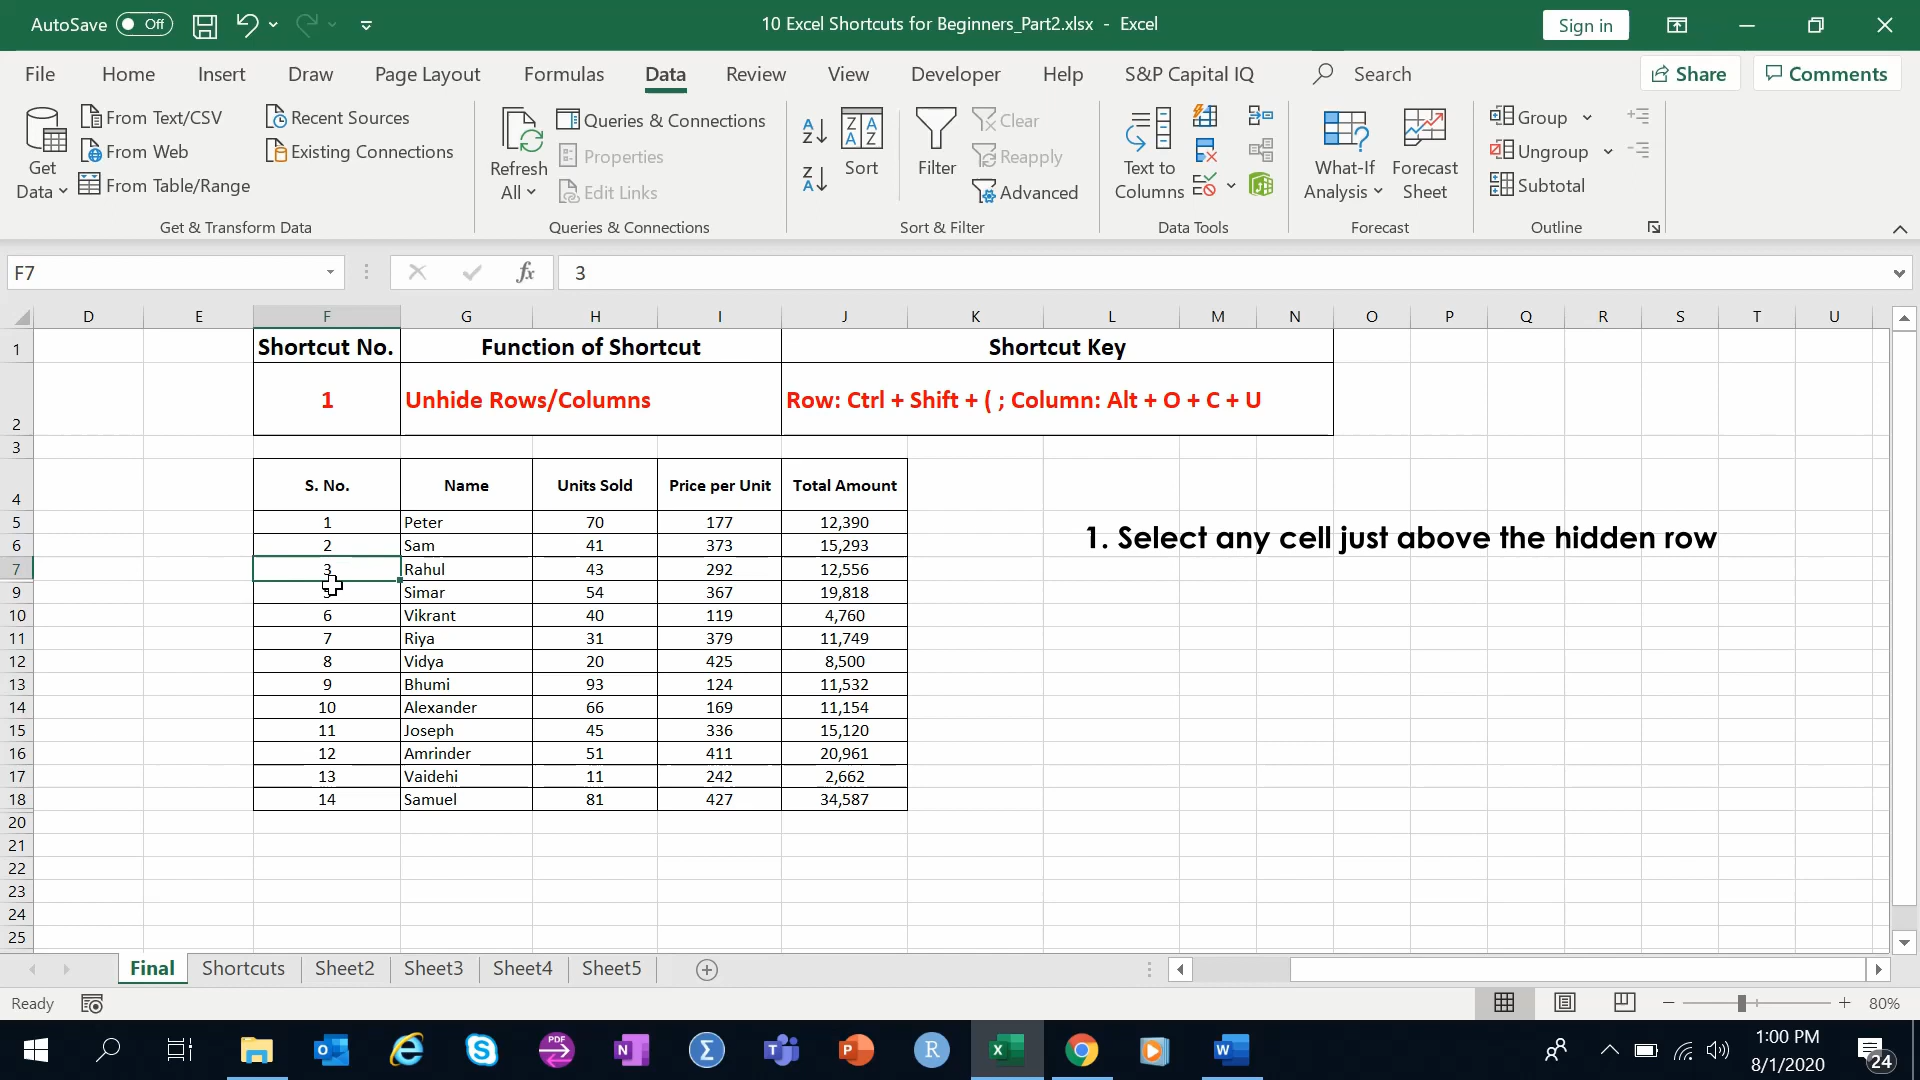 AutoSave Off 10 Excel Shortcuts for Beginners_Part2.xlsx - Excel Sign in
File Home Insert Draw Page Layout Formulas Data Review View Developer Help S&P Capital IQ Search Share Comments
Get Data From Text/CSV From Web From Table/Range Recent Sources Existing Connections
Refresh All Queries & Connections Properties Edit Links
Sort Filter Clear Reapply Advanced
Text to Columns What-If Analysis Forecast Sheet Group Ungroup Subtotal
Get & Transform Data Queries & Connections Sort & Filter Data Tools Forecast Outline
F7 fx 3
D E F G H I J K L M N O P Q R S T U
1 Shortcut No. Function of Shortcut Shortcut Key
2 1 Unhide Rows/Columns Row: Ctrl + Shift + ( ; Column: Alt + O + C + U
3
4 S. No. Name Units Sold Price per Unit Total Amount
5 1 Peter 70 177 12,390
1. Select any cell just above the hidden row
6 2 Sam 41 373 15,293
7 3 Rahul 43 292 12,556
9 Simar 54 367 19,818
10 6 Vikrant 40 119 4,760
11 7 Riya 31 379 11,749
12 8 Vidya 20 425 8,500
13 9 Bhumi 93 124 11,532
14 10 Alexander 66 169 11,154
15 11 Joseph 45 336 15,120
16 12 Amrinder 51 411 20,961
17 13 Vaidehi 11 242 2,662
18 14 Samuel 81 427 34,587
20
21
22
23
24
25
Final Shortcuts Sheet2 Sheet3 Sheet4 Sheet5
Ready 80%
1:00 PM
8/1/2020
24